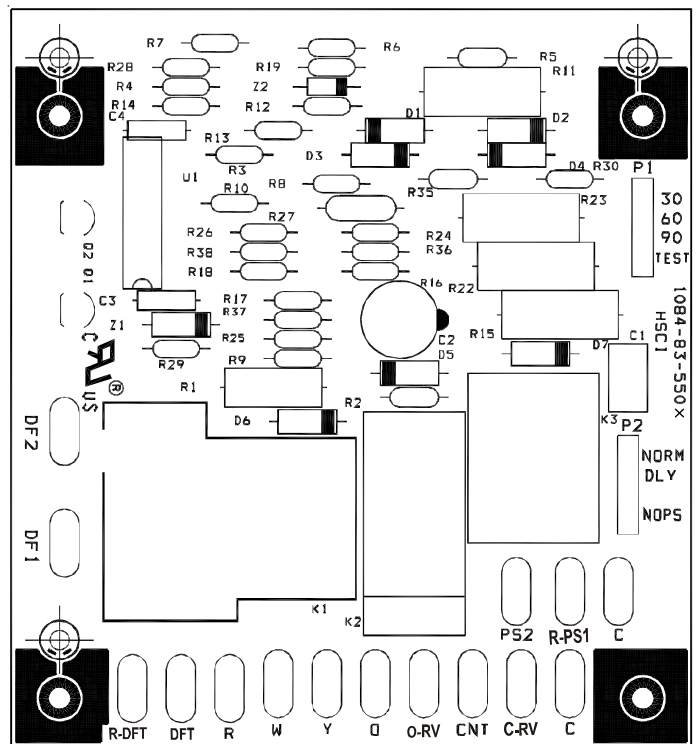 R7
R6
R28
R19
R5
R4
Z2
R11
R14
R12
C4
D1
D2
R13
R3
D3
D4
R30
P1
U1
R8
R35
R10
R23
30
60
90
TEST
R27
R26
R24
R38
R36
R18
Q2
Q1
R16
R22
C3
R17
R37
Z1
R25
C2
R15
1084-83-550X
HSCI
R29
R9
D5
D7
C1
C
US
®
R1
R2
D6
K3
P2
DF2
NORM
DLY
DF1
NOPS
K1
K2
PS2
R-PS1
C
R-DFT
DFT
R
W
Y
O
O-RV
CNT
C-RV
C